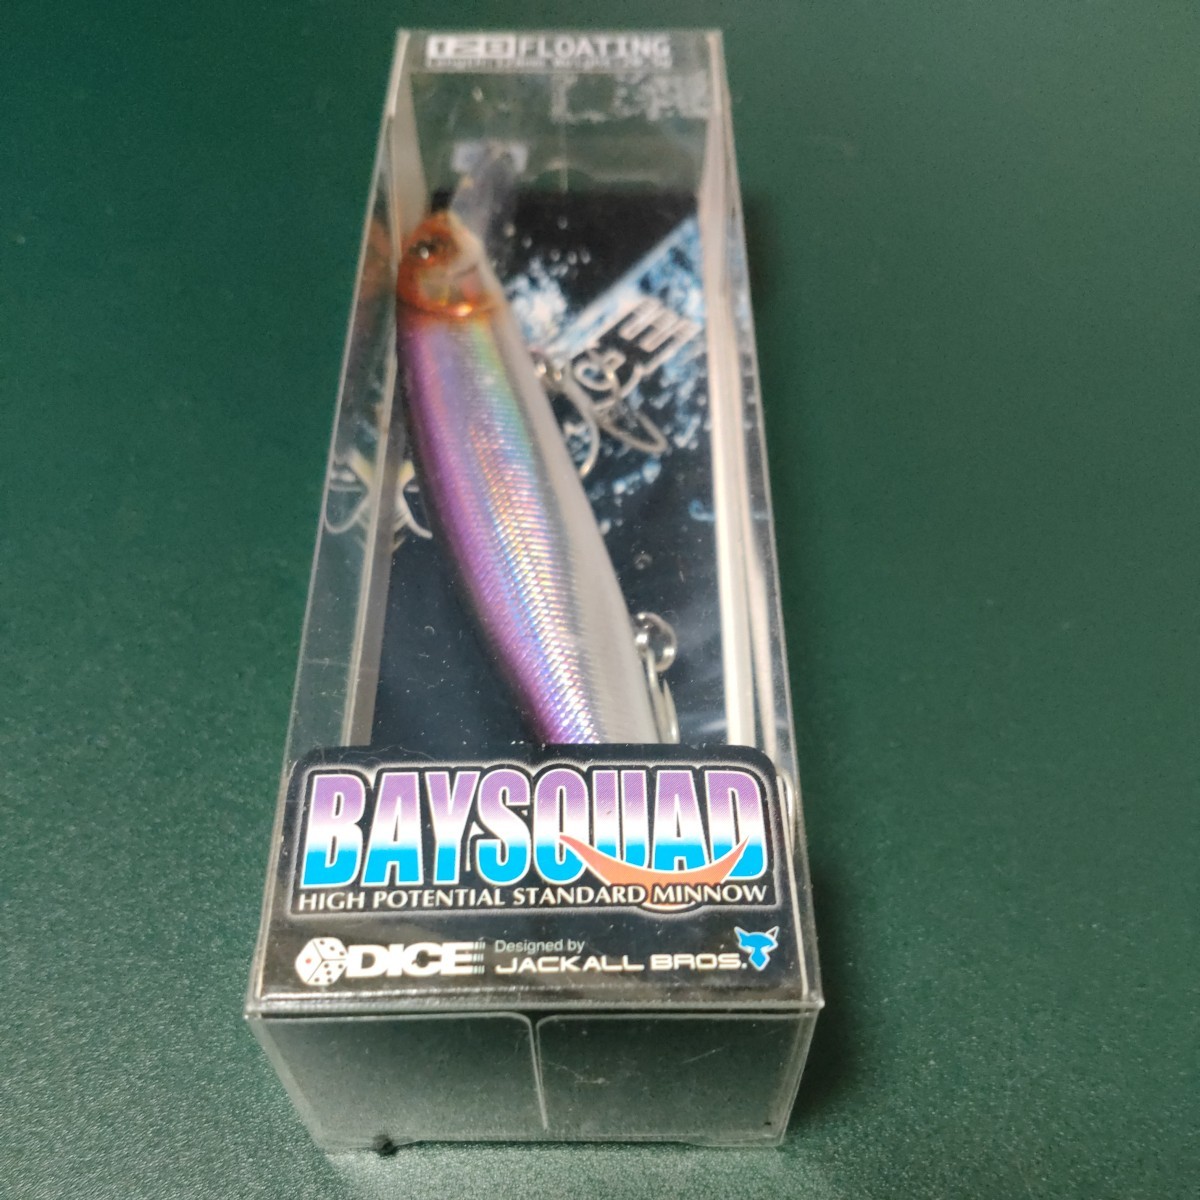 120 FLOATING
BAYSQUAD
HIGH POTENTIAL STANDARD MINNOW
DICE
Designed by
JACKALL BROS.